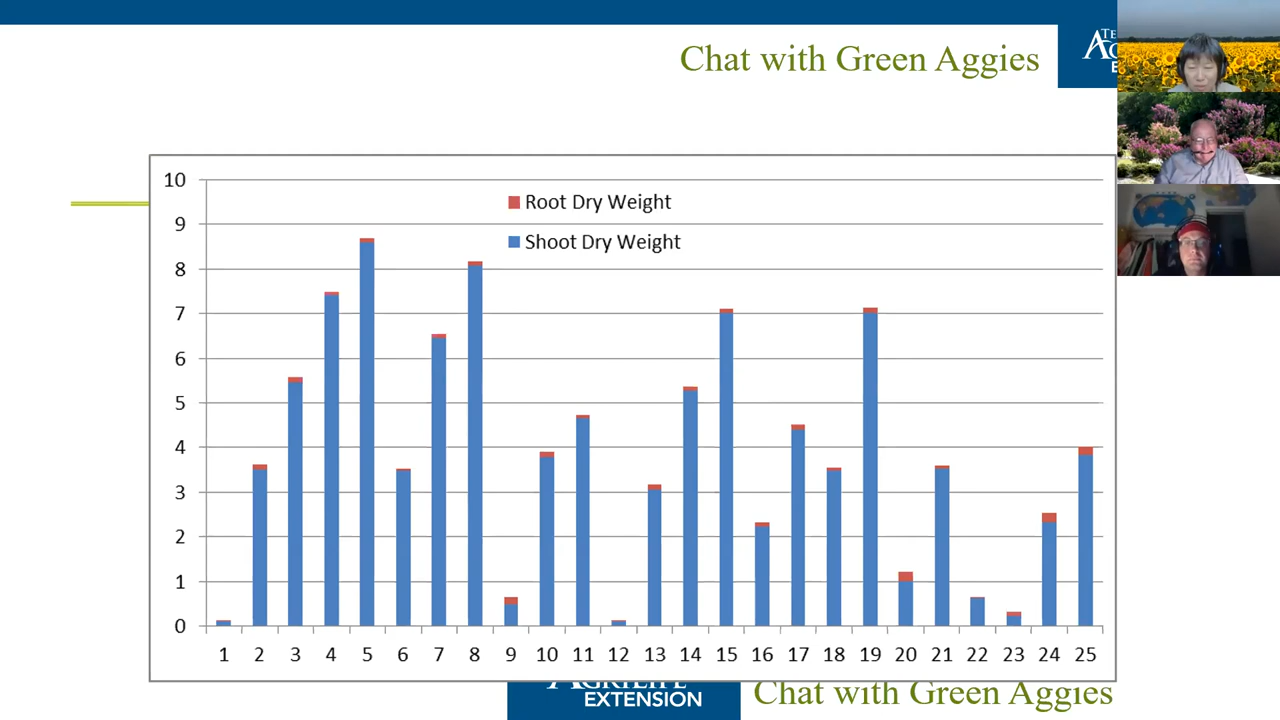 Chat with Green Aggies
10
Root Dry Weight
9
Shoot Dry Weight
8
7
6
5
4
3
2
1
0
1 2 3 4 5 6 7 8 9 10 11 12 13 14 15 16 17 18 19 20 21 22 23 24 25
EXTENSION
Chat with Green Aggies